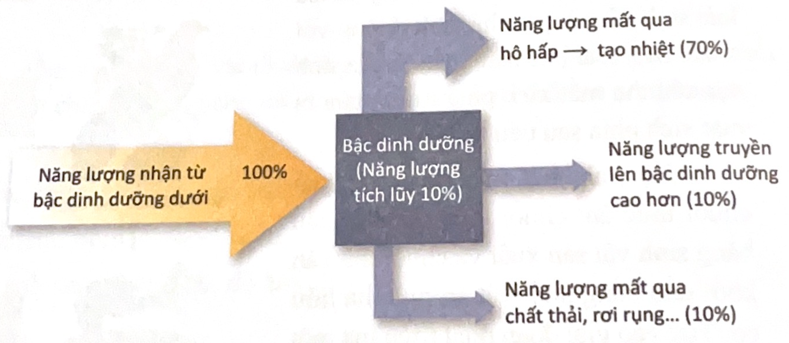 Năng lượng mất qua
hô hấp → tạo nhiệt (70%)
Năng lượng nhận từ
bậc dinh dưỡng dưới
100%
Bậc dinh dưỡng
(Năng lượng
tích lũy 10%)
Năng lượng truyền
lên bậc dinh dưỡng
cao hơn (10%)
Năng lượng mất qua
chất thải, rơi rụng... (10%)